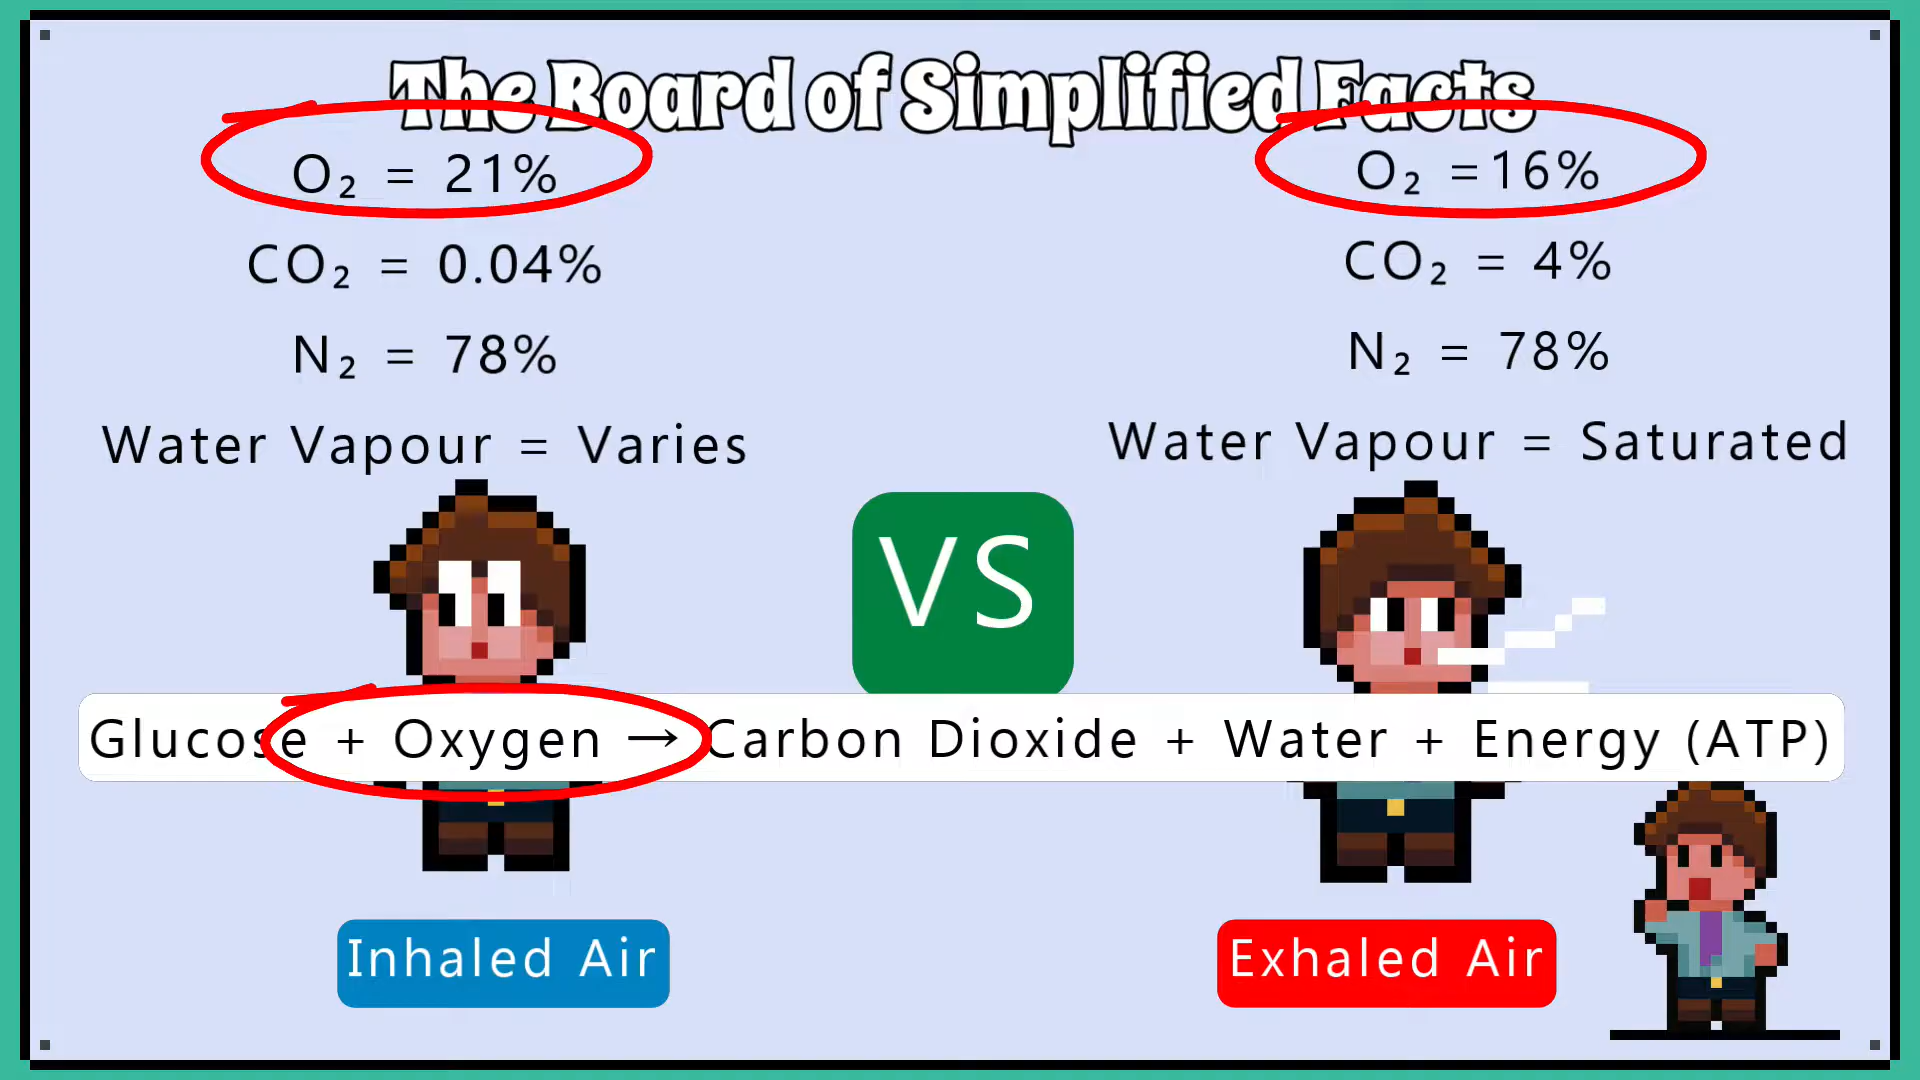 The Board of Simplified Facts
O₂ = 21%
CO₂ = 0.04%
N₂ = 78%
Water Vapour = Varies
O₂ =16%
CO₂ = 4%
N₂ = 78%
Water Vapour = Saturated
VS
Glucose + Oxygen → Carbon Dioxide + Water + Energy (ATP)
Inhaled Air
Exhaled Air